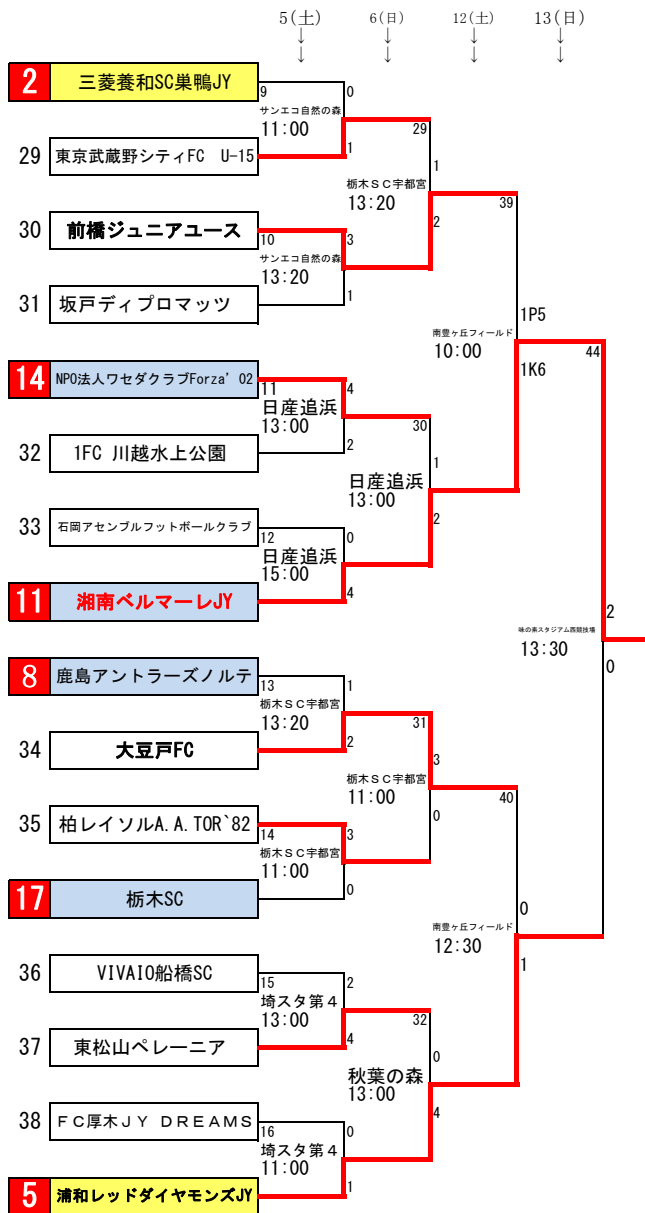 5(土) 6(日) 12(土) 13(日)
↓ ↓ ↓ ↓
↓ ↓ ↓ ↓
2 三菱養和SC巣鴨JY
9 0
サンエコ自然の森
11:00
29
1
29 東京武蔵野シティFC U-15
1
栃木ＳＣ宇都宮
13:20
39
30 前橋ジュニアユース
10 3
2
サンエコ自然の森
13:20
1
31 坂戸ディプロマッツ
1P5
南豊ヶ丘フィールド
10:00
44
1K6
14 NPO法人ワセダクラブForza’02
11 4
日産追浜
13:00
30
2
32 1FC 川越水上公園
1
日産追浜
13:00
2
33 石岡アセンブルフットボールクラブ
12 0
日産追浜
15:00
4
11 湘南ベルマーレJY
2
味の素スタジアム西競技場
13:30
0
8 鹿島アントラーズノルテ
13 1
栃木ＳＣ宇都宮
13:20
31
2
34 大豆戸FC
3
栃木ＳＣ宇都宮
11:00
40
0
35 柏レイソルA.A.TOR`82
14 3
栃木ＳＣ宇都宮
11:00
0
17 栃木SC
0
南豊ヶ丘フィールド
12:30
1
36 VIVAIO船橋SC
15 2
埼スタ第４
13:00
32
4
37 東松山ペレーニア
0
秋葉の森
13:00
4
38 ＦＣ厚木ＪＹ ＤＲＥＡＭＳ
16 0
埼スタ第４
11:00
1
5 浦和レッドダイヤモンズJY